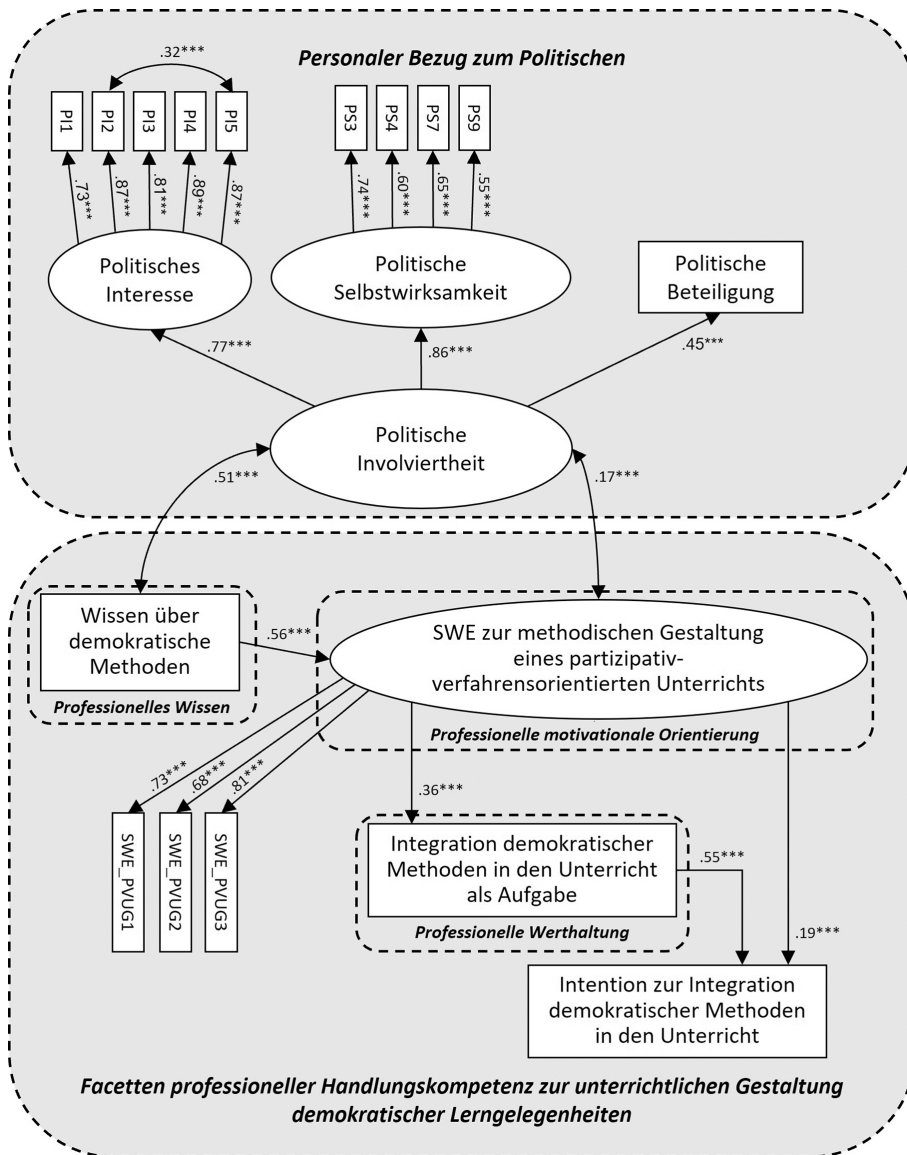 Personaler Bezug zum Politischen
.32***
PI1
PI2
PI3
PI4
PI5
PS3
PS4
PS7
PS9
.73***
.87***
.81***
.89***
.87***
.74***
.60***
.65***
.55***
Politisches
Interesse
Politische
Selbstwirksamkeit
Politische
Beteiligung
.77***
.86***
.45***
Politische
Involviertheit
.51***
.17***
Wissen über
demokratische
Methoden
Professionelles Wissen
.56***
SWE zur methodischen Gestaltung
eines partizipativ-
verfahrensorientierten Unterrichts
Professionelle motivationale Orientierung
.73***
.68***
.81***
SWE_PVUG1
SWE_PVUG2
SWE_PVUG3
.36***
Integration demokratischer
Methoden in den Unterricht
als Aufgabe
Professionelle Werthaltung
.55***
.19***
Intention zur Integration
demokratischer Methoden
in den Unterricht
Facetten professioneller Handlungskompetenz zur unterrichtlichen Gestaltung
demokratischer Lerngelegenheiten